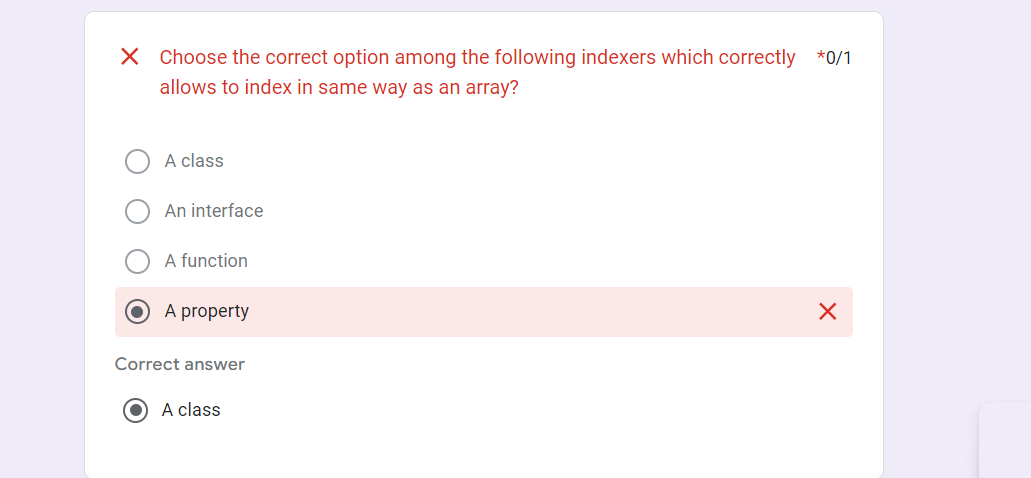 Choose the correct option among the following indexers which correctly *0/1
allows to index in same way as an array?
A class
An interface
A function
A property
Correct answer
A class